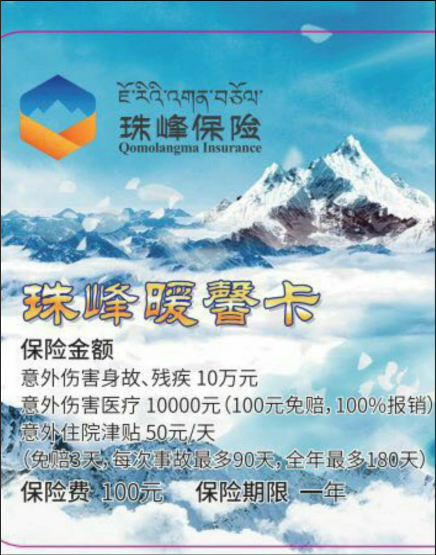 ཇོ་རིའི་འགན་བཅོལ་
珠峰保险
Qomolangma Insurance
珠峰暖馨卡
保险金额
意外伤害身故、残疾 10万元
意外伤害医疗 10000元(100元免赔,100%报销)
意外住院津贴 50元/天
(免赔3天,每次事故最多90天,全年最多180天)
保险费 100元 保险期限 一年